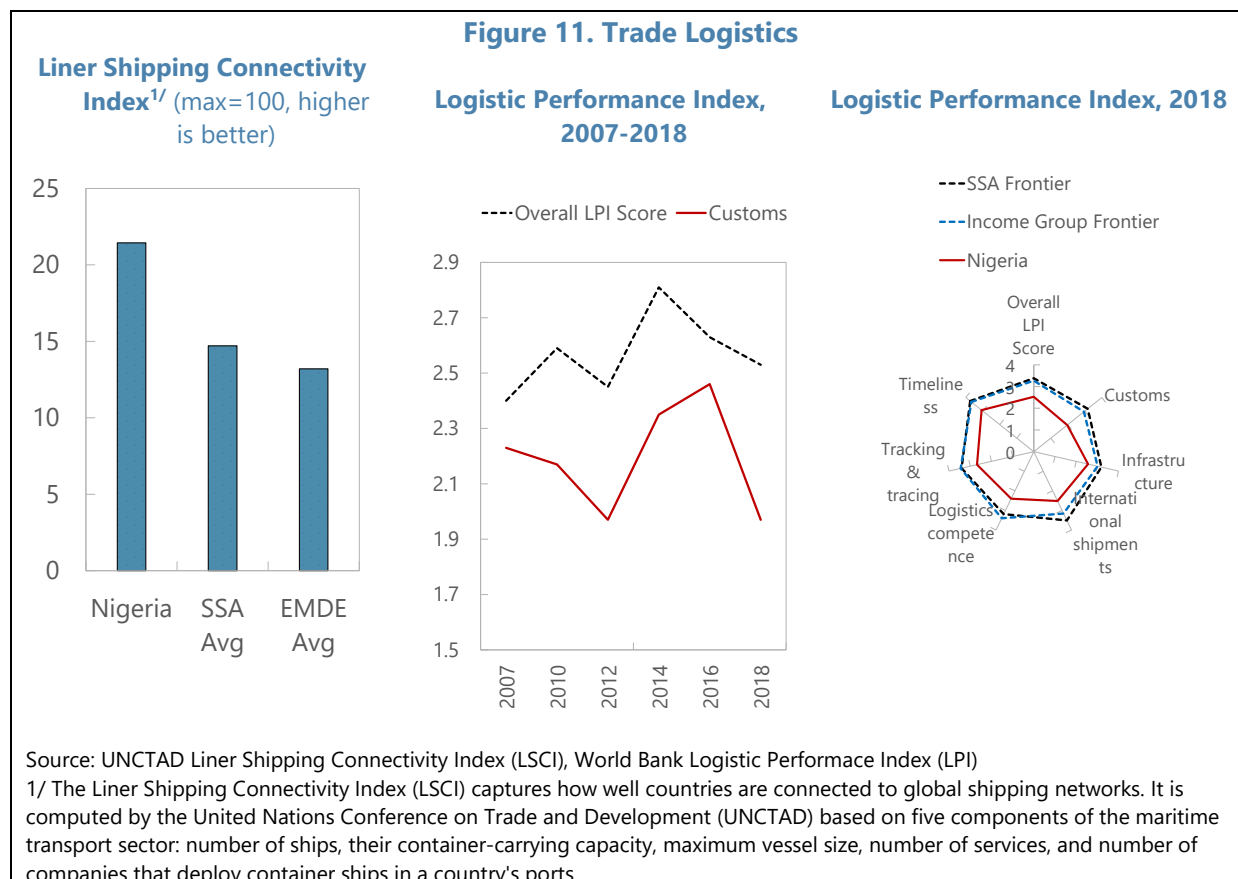 Figure 11. Trade Logistics
Liner Shipping Connectivity
Index1/ (max=100, higher
is better)
25
20
15
10
5
0
Nigeria
SSA
Avg
EMDE
Avg
Logistic Performance Index,
2007-2018
Overall LPI Score
Customs
2.9
2.7
2.5
2.3
2.1
1.9
1.7
1.5
2007
2010
2012
2014
2016
2018
Logistic Performance Index, 2018
SSA Frontier
Income Group Frontier
Nigeria
Overall
LPI
Score
4
3
2
1
0
Customs
Infrastru
cture
Internati
onal
shipme
nts
Logistics
compete
nce
Tracking
&
tracing
Timeline
ss
Source: UNCTAD Liner Shipping Connectivity Index (LSCI), World Bank Logistic Performace Index (LPI)
1/ The Liner Shipping Connectivity Index (LSCI) captures how well countries are connected to global shipping networks. It is
computed by the United Nations Conference on Trade and Development (UNCTAD) based on five components of the maritime
transport sector: number of ships, their container-carrying capacity, maximum vessel size, number of services, and number of
companies that deploy container ships in a country's ports